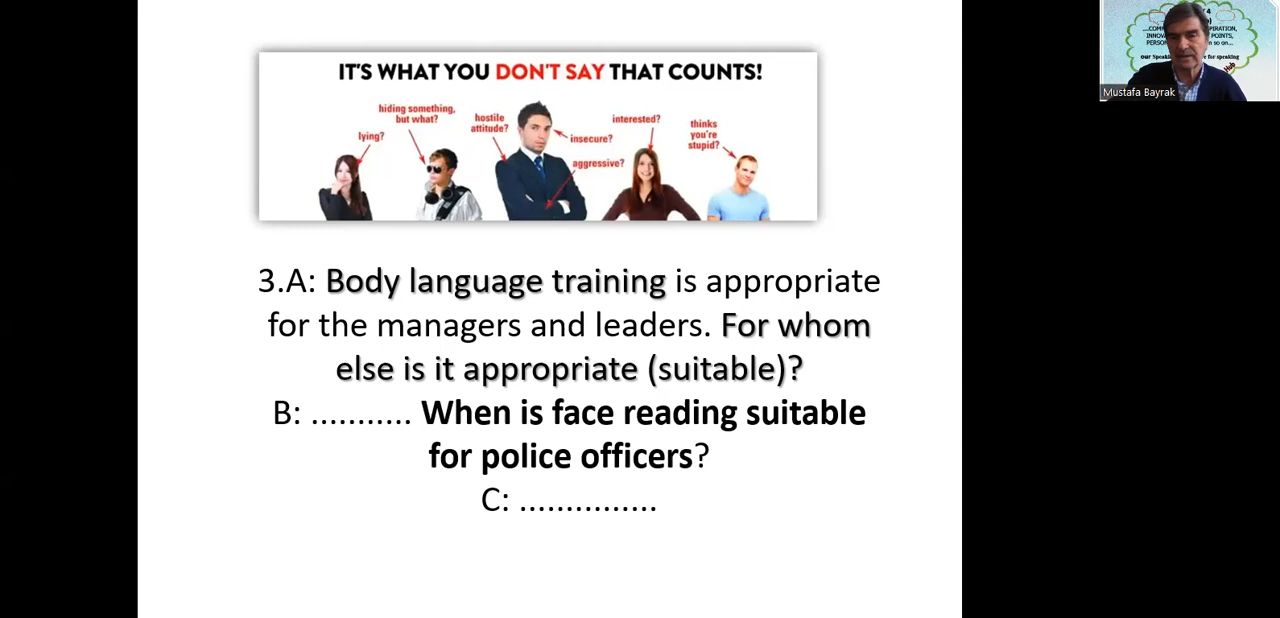 IT'S WHAT YOU DON'T SAY THAT COUNTS!
lying?
hiding something,
but what?
hostile
attitude?
insecure?
aggressive?
interested?
thinks
you're
stupid?
3.A: Body language training is appropriate
for the managers and leaders. For whom
else is it appropriate (suitable)?
B: ........... When is face reading suitable
for police officers?
C: ...............
Mustafa Bayrak